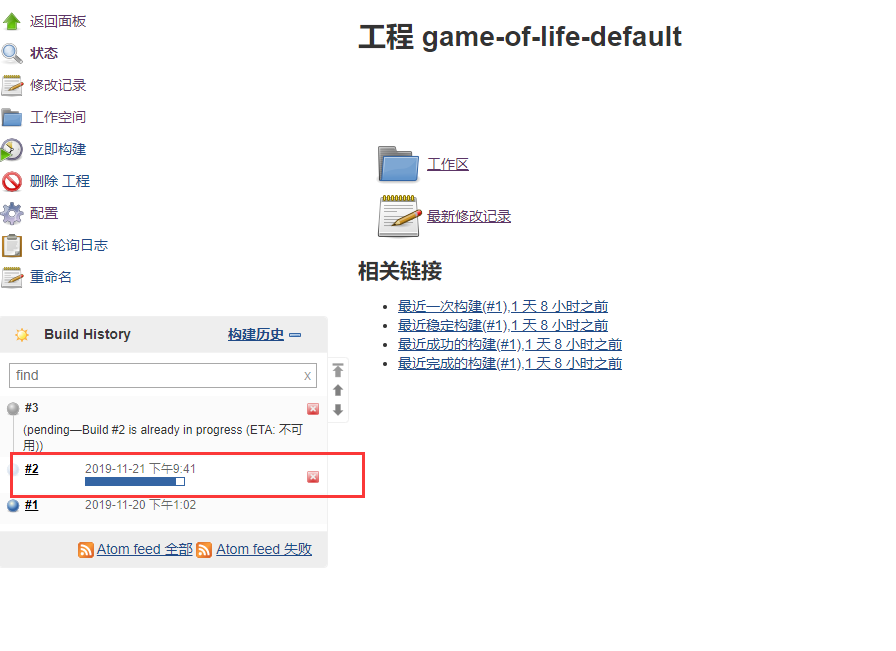 返回面板
状态
修改记录
工作空间
立即构建
删除 工程
配置
Git 轮询日志
重命名
Build History 构建历史
find x
#3
(pending—Build #2 is already in progress (ETA: 不可
用))
#2 2019-11-21 下午9:41
#1 2019-11-20 下午1:02
Atom feed 全部 Atom feed 失败
工程 game-of-life-default
工作区
最新修改记录
相关链接
最近一次构建(#1),1 天 8 小时之前
最近稳定构建(#1),1 天 8 小时之前
最近成功的构建(#1),1 天 8 小时之前
最近完成的构建(#1),1 天 8 小时之前